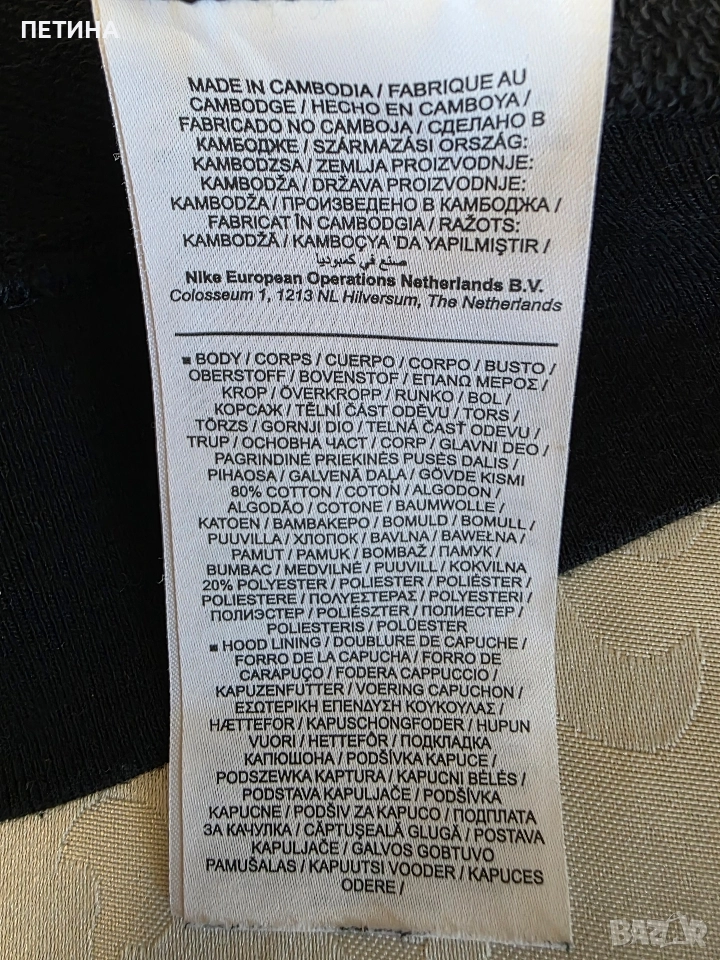 ПЕТИНА
MADE IN CAMBODIA / FABRIQUE AU
CAMBODGE / HECHO EN CAMBOYA /
FABRICADO NO CAMBOJA / СДЕЛАНО В
КАМБОДЖЕ / SZÁRMAZÁSI ORSZÁG:
KAMBODZSA / ZEMLJA PROIZVODNJE:
KAMBODŽA / DRŽAVA PROIZVODNJE:
KAMBODŽA / ПРОИЗВЕДЕНО В КАМБОДЖА /
FABRICAT ÎN CAMBODGIA / RAŽOTS:
KAMBODŽĀ / KAMBOÇYA 'DA YAPILMIŞTIR /
صنع في كمبوديا
Nike European Operations Netherlands B.V.
Colosseum 1, 1213 NL Hilversum, The Netherlands
■ BODY / CORPS / CUERPO / CORPO / BUSTO /
OBERSTOFF / BOVENSTOF / ΕΠΑΝΩ ΜΕΡΟΣ /
KROP / ÖVERKROPP / RUNKO / BOL /
КОРСАЖ / TĚLNÍ ČÁST ODĚVU / TORS /
TÖRZS / GORNJI DIO / TELNÁ ČASŤ ODEVU /
TRUP / ОСНОВНА ЧАСТ / CORP / GLAVNI DEO /
PAGRINDINĖ PRIEKINĖS PUSĖS DALIS /
PIHAOSA / GALVENĀ DAĻA / GÖVDE KISMI
80% COTTON / COTON / ALGODON /
ALGODÃO / COTONE / BAUMWOLLE /
KATOEN / ΒΑΜΒΑΚΕΡΟ / BOMULD / BOMULL /
PUUVILLA / ХЛОПОК / BAVLNA / BAWEŁNA /
PAMUT / PAMUK / BOMBAŽ / ПАМУК /
BUMBAC / MEDVILNĖ / PUUVILL / KOKVILNA
20% POLYESTER / POLIESTER / POLIÉSTER /
POLIESTERE / ΠΟΛΥΕΣΤΕΡΑΣ / POLYESTERI /
ПОЛИЭСТЕР / POLIÉSZTER / ПОЛИЕСТЕР /
POLIESTERIS / POLÜESTER
■ HOOD LINING / DOUBLURE DE CAPUCHE /
FORRO DE LA CAPUCHA / FORRO DE
CARAPUÇO / FODERA CAPPUCCIO /
KAPUZENFUTTER / VOERING CAPUCHON /
ΕΣΩΤΕΡΙΚΗ ΕΠΕΝΔΥΣΗ ΚΟΥΚΟΥΛΑΣ /
HÆTTEFOR / KAPUSCHONGFODER / HUPUN
VUORI / HETTEFÔR / ПОДКЛАДКА
КАПЮШОНА / PODŠÍVKA KAPUCE /
PODSZEWKA KAPTURA / KAPUCNI BÉLÉS /
PODSTAVA KAPULJAČE / PODŠÍVKA
KAPUCNE / PODŠIV ZA KAPUCO / ПОДПЛАТА
ЗА КАЧУЛКА / CĂPTUŞEALĂ GLUGĂ / POSTAVA
KAPULJAČE / GALVOS GOBTUVO
PAMUŠALAS / KAPUUTSI VOODER / KAPUCES
ODERE /
BAZAR